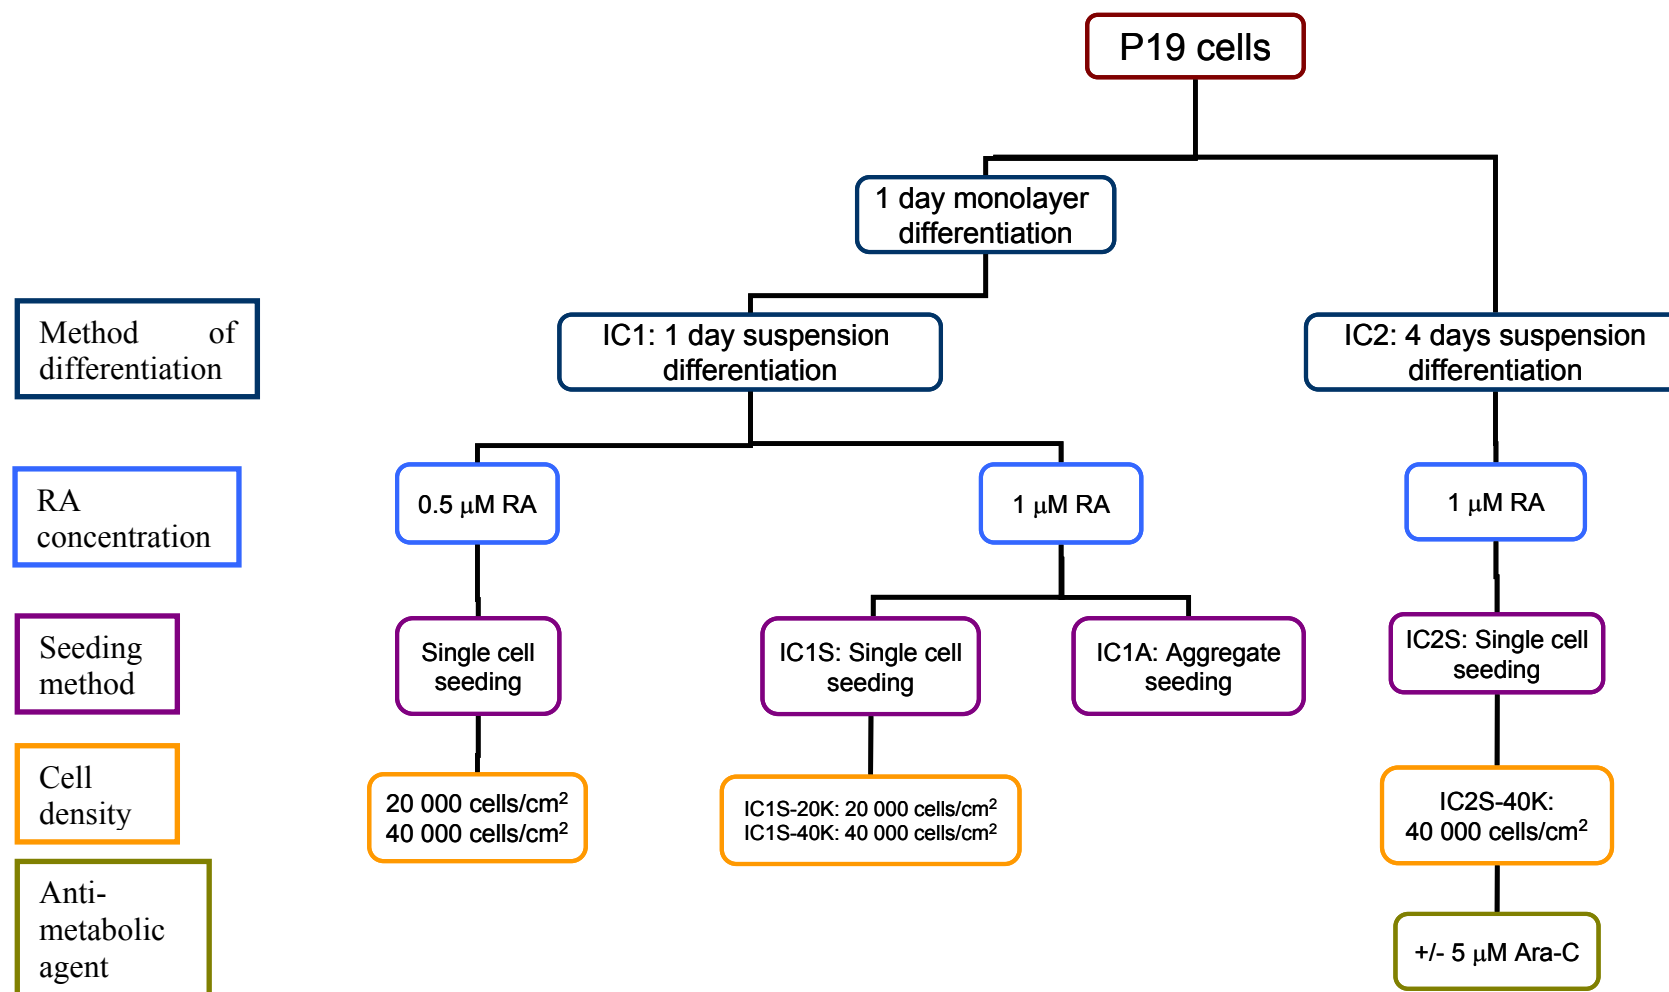 P19 cells
1 day monolayer
differentiation
Method of
differentiation
IC1: 1 day suspension
differentiation
IC2: 4 days suspension
differentiation
RA
concentration
0.5 μM RA
1 μM RA
1 μM RA
Seeding
method
Single cell
seeding
IC1S: Single cell
seeding
IC1A: Aggregate
seeding
IC2S: Single cell
seeding
Cell
density
20 000 cells/cm²
40 000 cells/cm²
IC1S-20K: 20 000 cells/cm²
IC1S-40K: 40 000 cells/cm²
IC2S-40K:
40 000 cells/cm²
Anti-
metabolic
agent
+/- 5 μM Ara-C